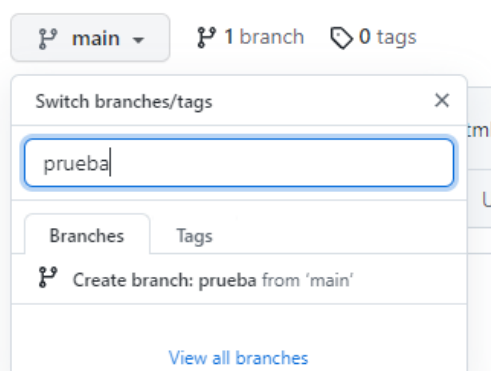 main 1 branch 0 tags
Switch branches/tags
prueba
Branches Tags
Create branch: prueba from ‘main’
View all branches